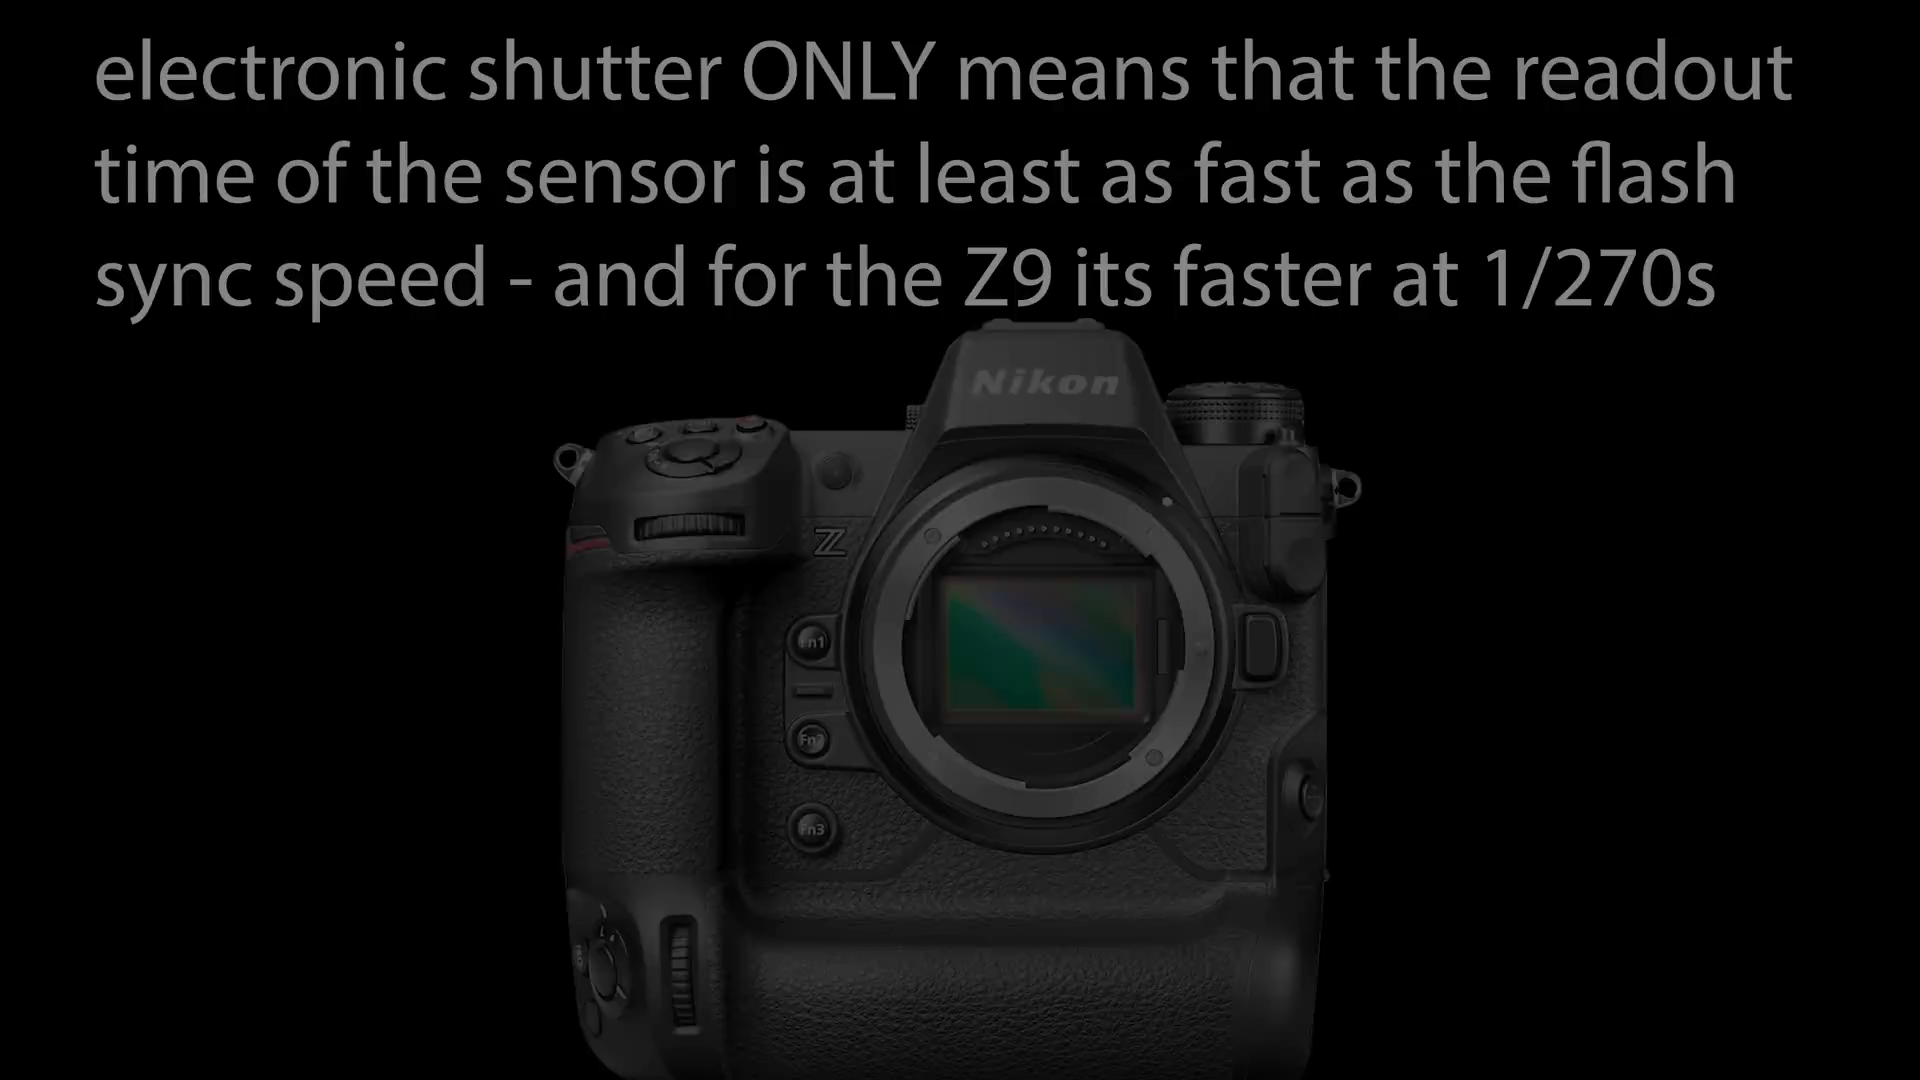 electronic shutter ONLY means that the readout
time of the sensor is at least as fast as the flash
sync speed - and for the Z9 its faster at 1/270s
Nikon
Z
Fn1
Fn2
Fn3